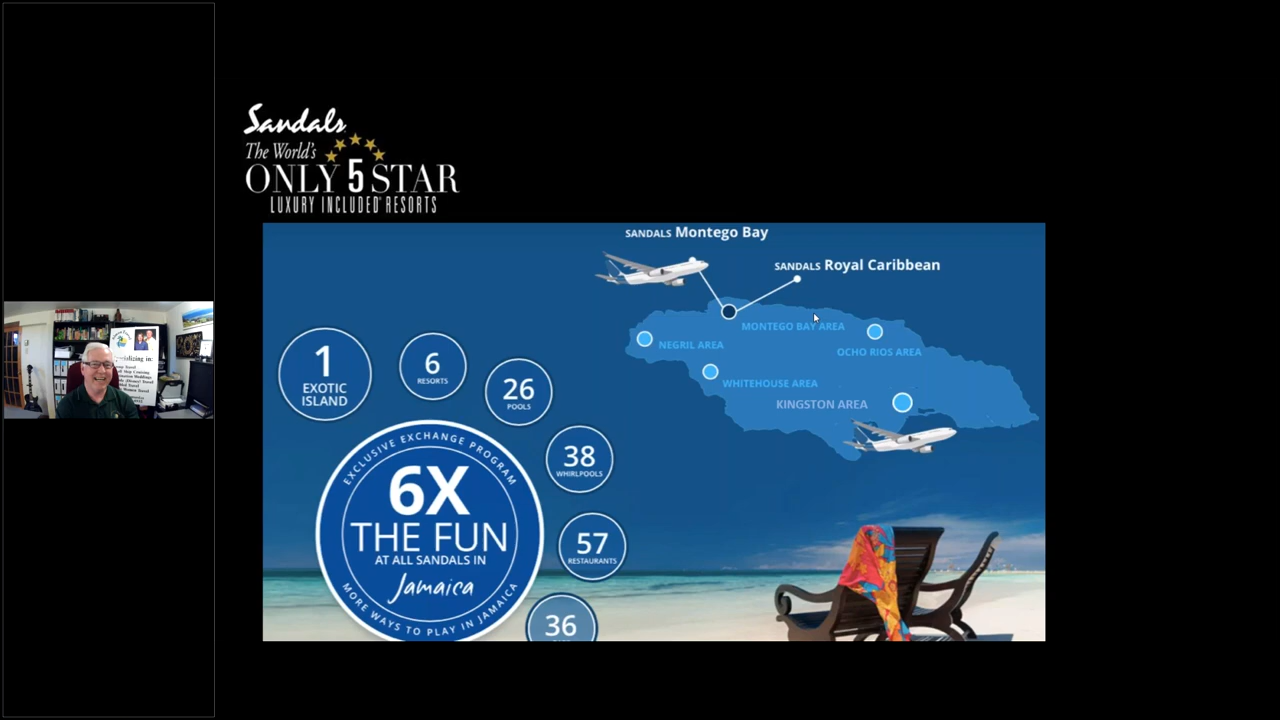 Sandals
The World's
ONLY 5 STAR
LUXURY INCLUDED® RESORTS
SANDALS Montego Bay
SANDALS Royal Caribbean
MONTEGO BAY AREA
NEGRIL AREA
OCHO RIOS AREA
WHITEHOUSE AREA
KINGSTON AREA
1
EXOTIC
ISLAND
6
RESORTS
26
POOLS
38
WHIRLPOOLS
57
RESTAURANTS
36
EXCLUSIVE EXCHANGE PROGRAM
6X
THE FUN
AT ALL SANDALS IN
Jamaica
MORE WAYS TO PLAY IN JAMAICA